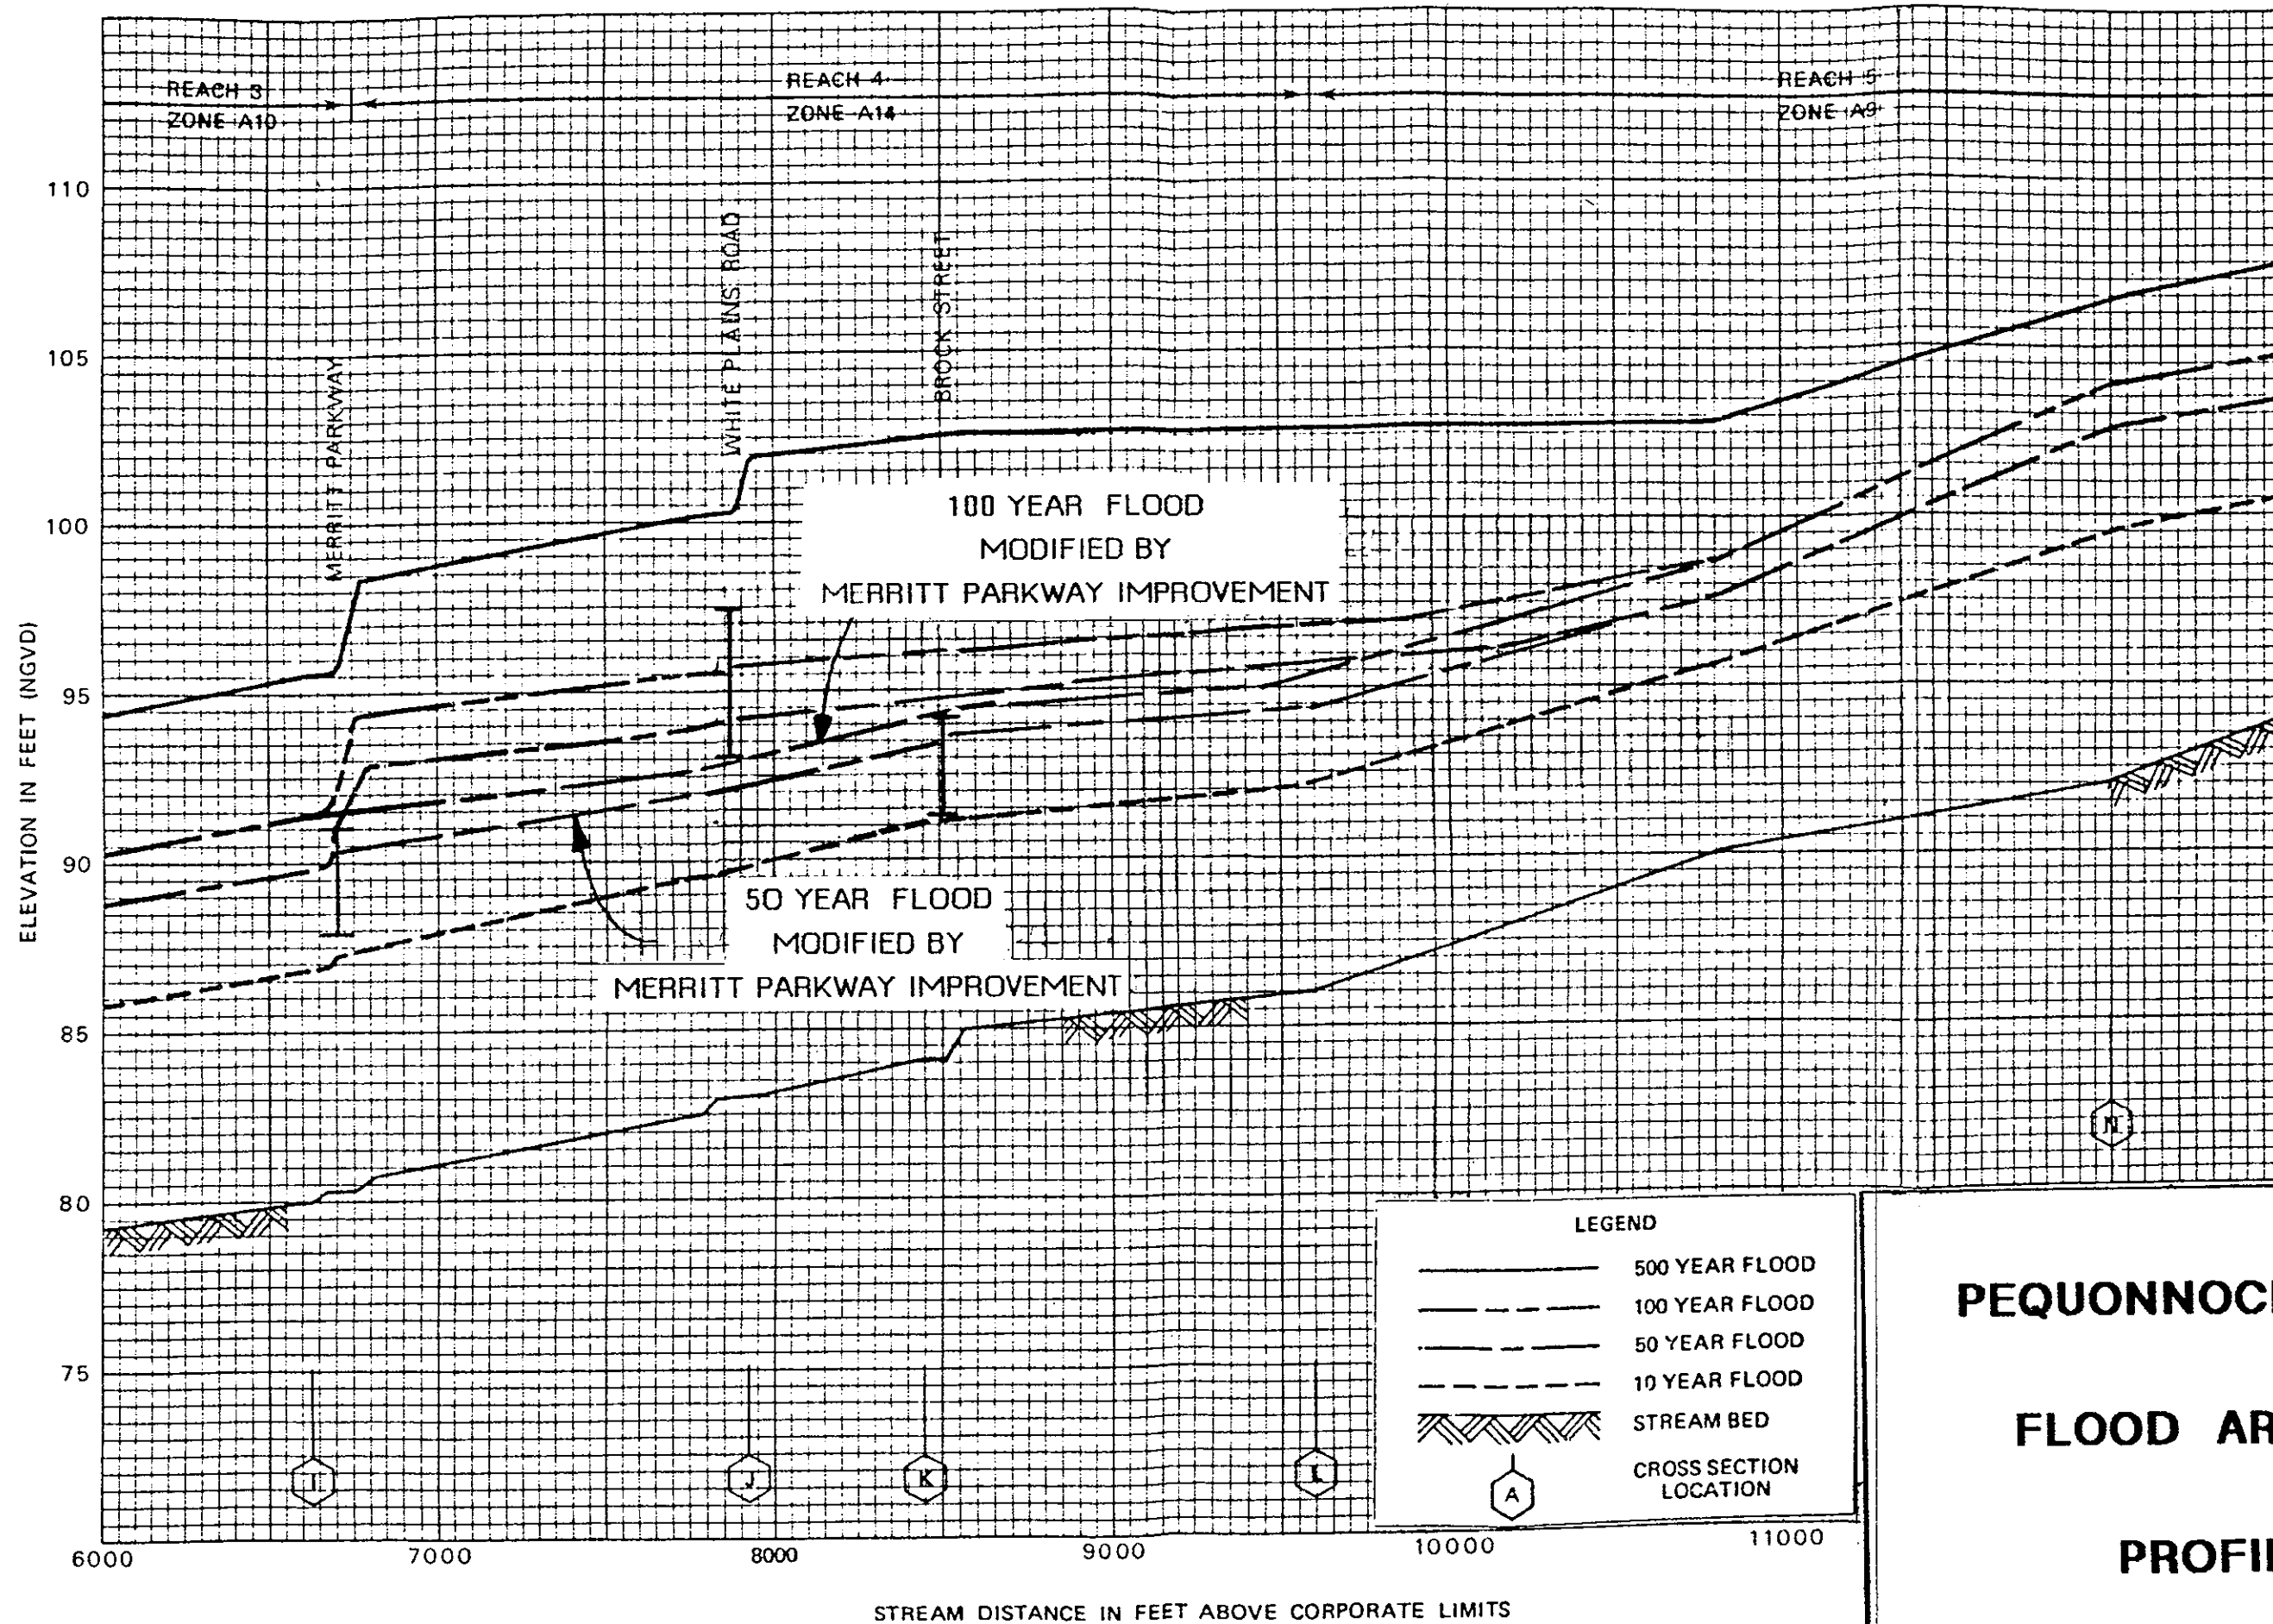 REACH 3
ZONE A10
REACH 4
ZONE A14
REACH 5
ZONE A9
110
105
100
95
90
85
80
75
ELEVATION IN FEET (NGVD)
MERRITT PARKWAY
WHITE PLAINS ROAD
BROCK STREET
100 YEAR FLOOD
MODIFIED BY
MERRITT PARKWAY IMPROVEMENT
50 YEAR FLOOD
MODIFIED BY
MERRITT PARKWAY IMPROVEMENT
I
J
K
L
N
LEGEND
500 YEAR FLOOD
100 YEAR FLOOD
50 YEAR FLOOD
10 YEAR FLOOD
STREAM BED
A
CROSS SECTION
LOCATION
6000
7000
8000
9000
10000
11000
STREAM DISTANCE IN FEET ABOVE CORPORATE LIMITS
FLOOD